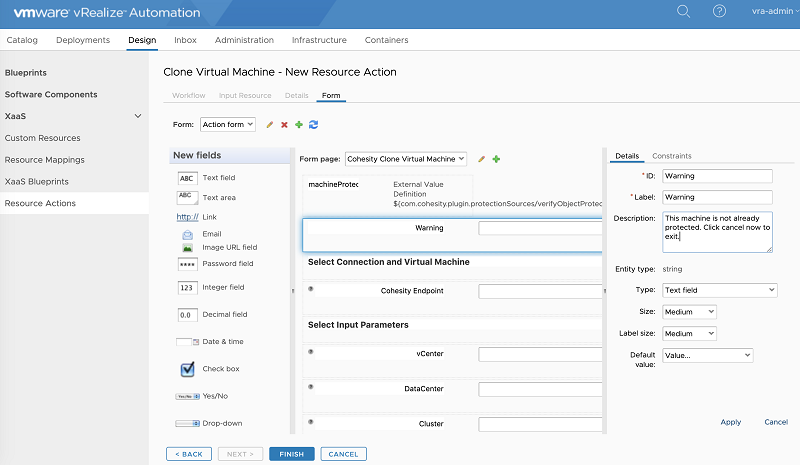 vmware vRealize Automation
vra-admin
Catalog Deployments Design Inbox Administration Infrastructure Containers
Blueprints
Software Components
XaaS
Custom Resources
Resource Mappings
XaaS Blueprints
Resource Actions
Clone Virtual Machine - New Resource Action
Workflow Input Resource Details Form
Form: Action form
New fields
ABC Text field
ABC Text area
http:// Link
Email
Image URL field
**** Password field
123 Integer field
0.0 Decimal field
Date & time
Check box
Yes/No Yes/No
Drop-down
Form page: Cohesity Clone Virtual Machine
machineProtec
External Value
Definition
${com.cohesity.plugin.protectionSources/verifyObjectProtec
Warning
Select Connection and Virtual Machine
Cohesity Endpoint
Select Input Parameters
vCenter
DataCenter
Cluster
Details Constraints
* ID: Warning
* Label: Warning
Description: This machine is not already
protected. Click cancel now to
exit.
Entity type: string
Type: Text field
Size: Medium
Label size: Medium
Default
value: Value...
Apply Cancel
< BACK NEXT > FINISH CANCEL